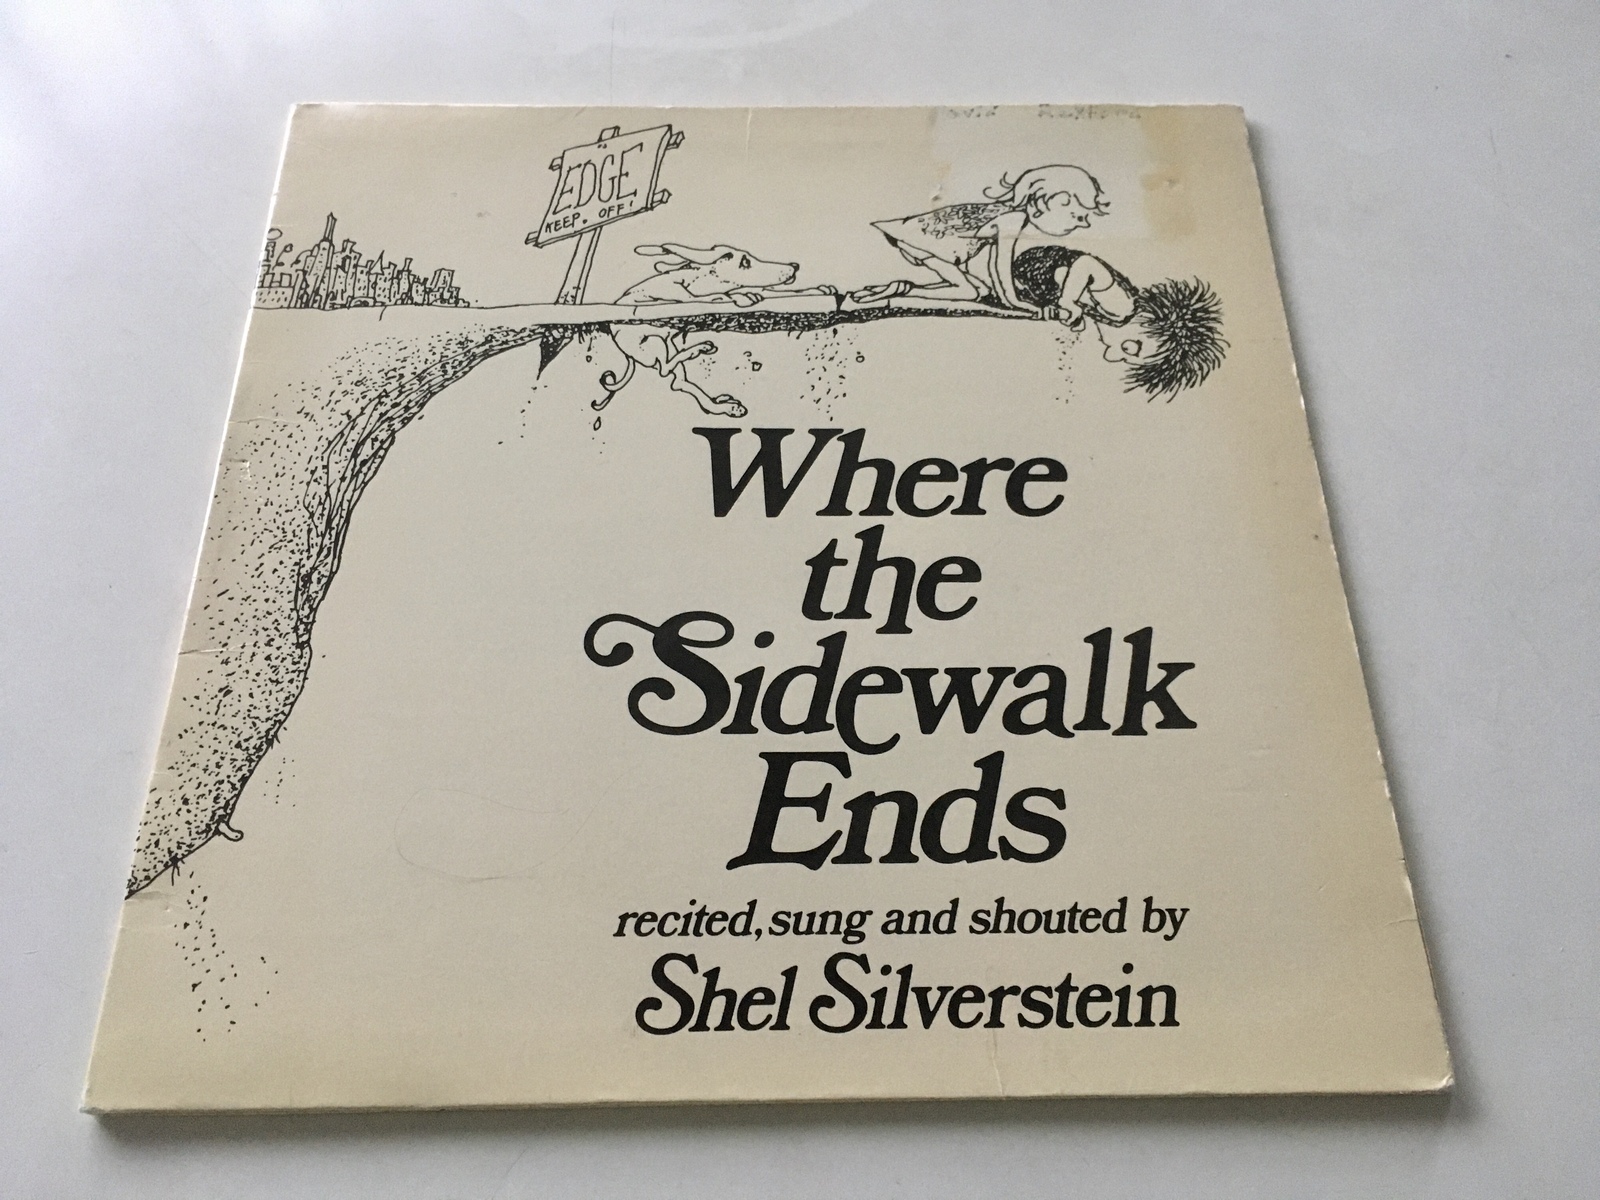 EDGE
KEEP. OFF!
Where
the
Sidewalk
Ends
recited, sung and shouted by
Shel Silverstein